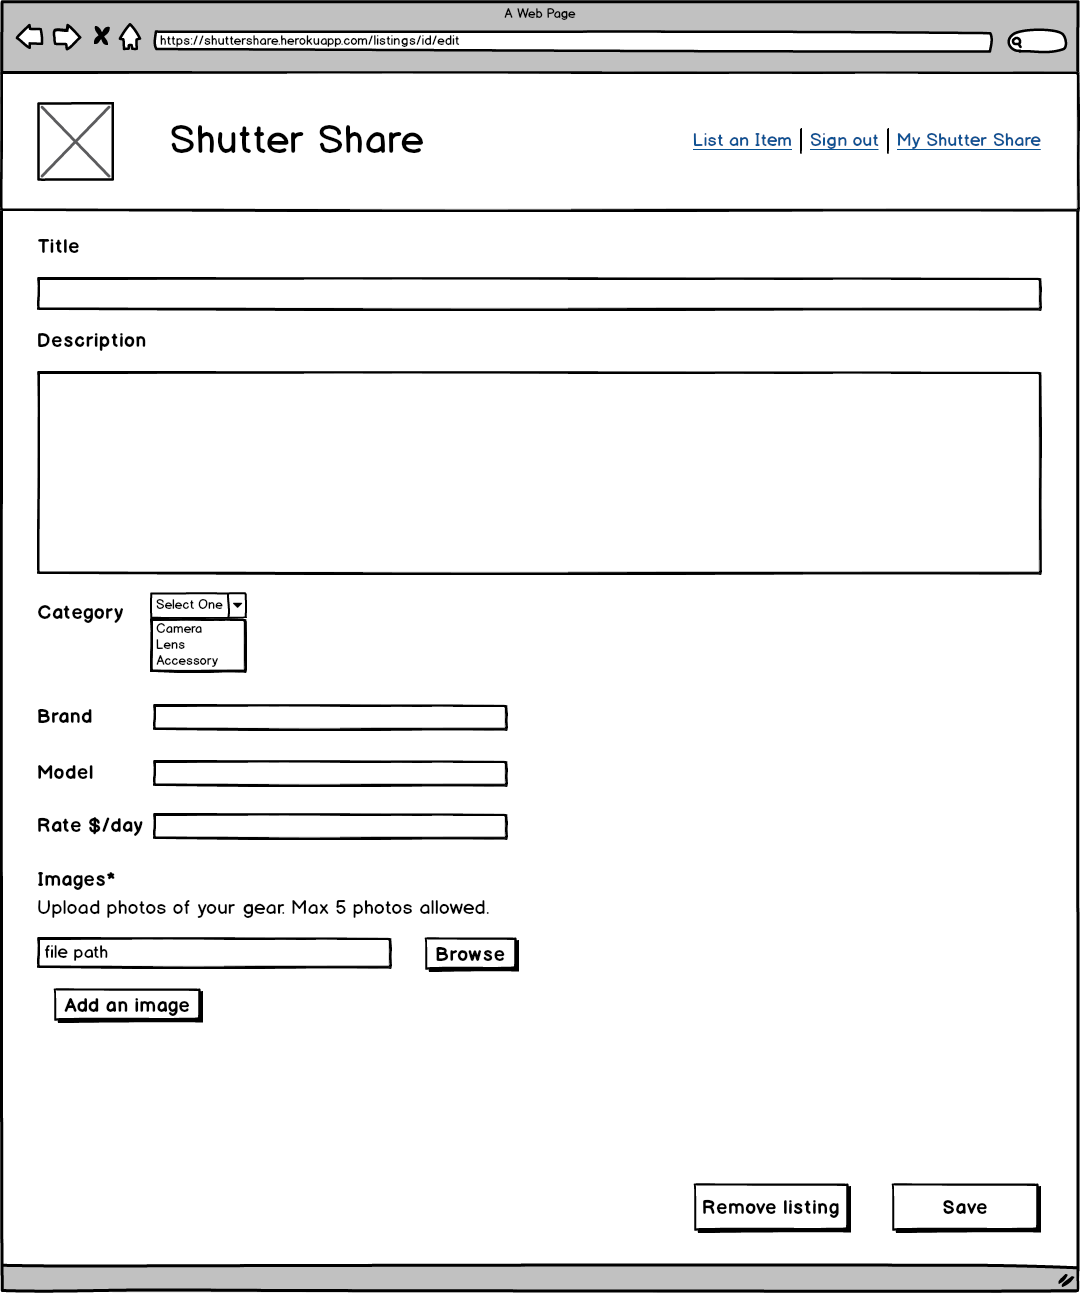 A Web Page
https://shuttershare.herokuapp.com/listings/id/edit
Shutter Share
List an Item | Sign out | My Shutter Share
Title
Description
Category
Select One
Camera
Lens
Accessory
Brand
Model
Rate $/day
Images*
Upload photos of your gear. Max 5 photos allowed.
file path
Browse
Add an image
Remove listing
Save